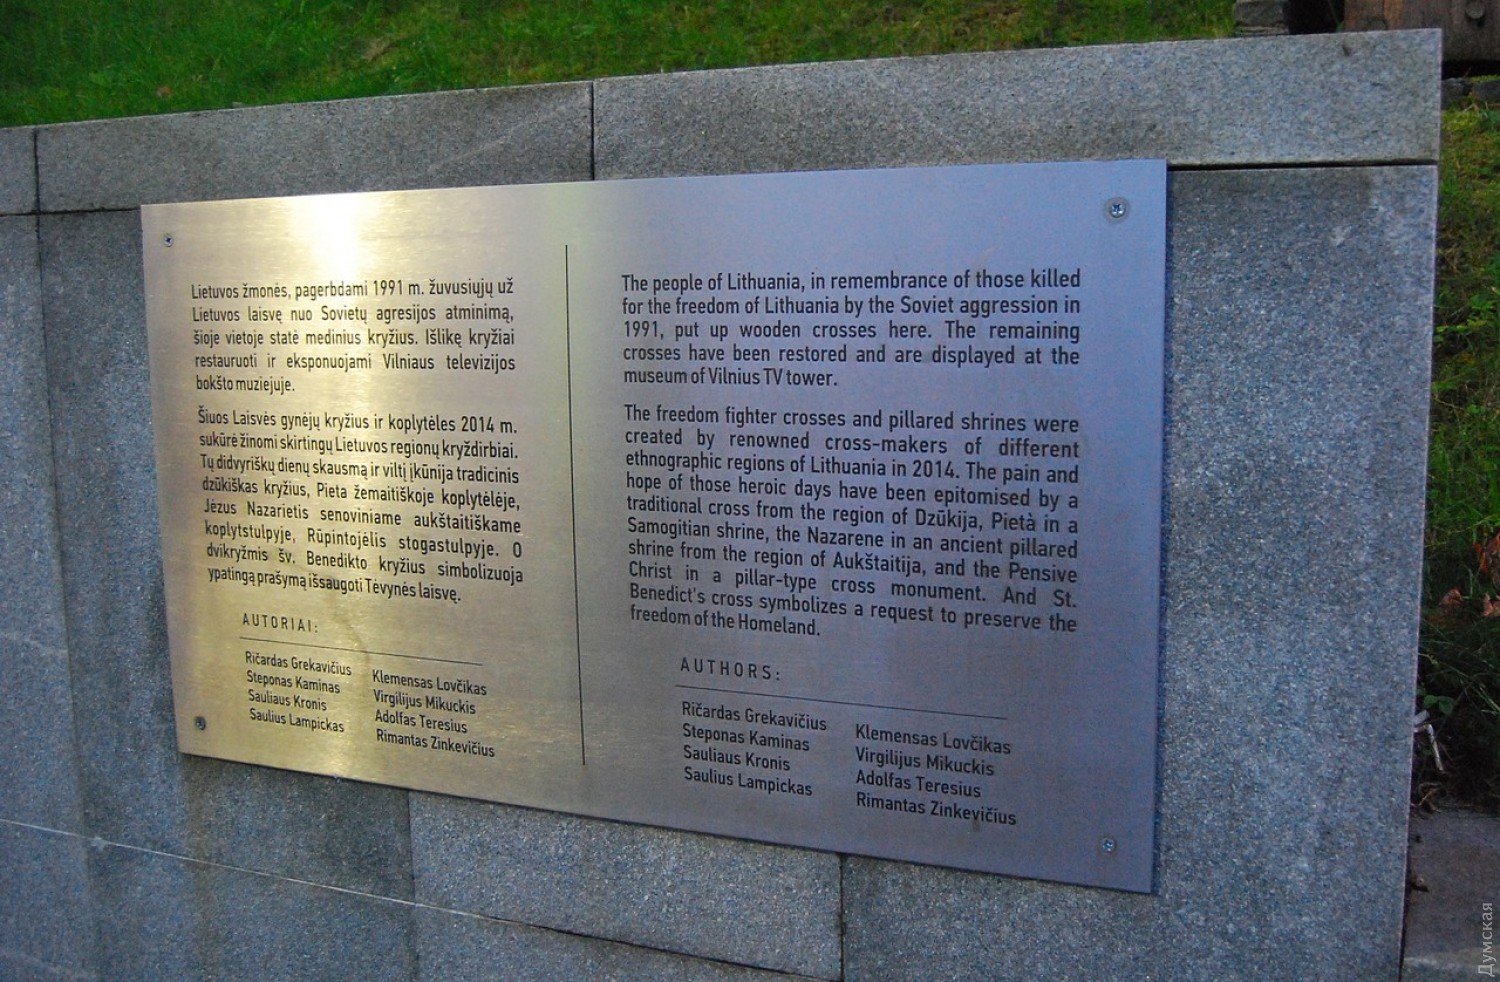 Lietuvos žmonės, pagerbdami 1991 m. žuvusiųjų už
Lietuvos laisvę nuo Sovietų agresijos atminimą,
šioje vietoje statė medinius kryžius. Išlikę kryžiai
restauruoti ir eksponuojami Vilniaus televizijos
bokšto muziejuje.
Šiuos Laisvės gynėjų kryžius ir koplytėles 2014 m.
sukūrė žinomi skirtingų Lietuvos regionų kryždirbiai.
Tų didvyriškų dienų skausmą ir viltį įkūnija tradicinis
dzūkiškas kryžius, Pieta žemaitiškoje koplytėlėje,
Jėzus Nazarietis senoviniame aukštaitiškame
koplytstulpyje, Rūpintojėlis stogastulpyje. O
dvikryžmis šv. Benedikto kryžius simbolizuoja
ypatingą prašymą išsaugoti Tėvynės laisvę.
AUTORIAI:
Ričardas Grekavičius
Steponas Kaminas
Sauliaus Kronis
Saulius Lampickas
Klemensas Lovčikas
Virgilijus Mikuckis
Adolfas Teresius
Rimantas Zinkevičius
The people of Lithuania, in remembrance of those killed
for the freedom of Lithuania by the Soviet aggression in
1991, put up wooden crosses here. The remaining
crosses have been restored and are displayed at the
museum of Vilnius TV tower.
The freedom fighter crosses and pillared shrines were
created by renowned cross-makers of different
ethnographic regions of Lithuania in 2014. The pain and
hope of those heroic days have been epitomised by a
traditional cross from the region of Dzūkija, Pietà in a
Samogitian shrine, the Nazarene in an ancient pillared
shrine from the region of Aukštaitija, and the Pensive
Christ in a pillar-type cross monument. And St.
Benedict's cross symbolizes a request to preserve the
freedom of the Homeland.
AUTHORS:
Ričardas Grekavičius
Steponas Kaminas
Sauliaus Kronis
Saulius Lampickas
Klemensas Lovčikas
Virgilijus Mikuckis
Adolfas Teresius
Rimantas Zinkevičius
Думская